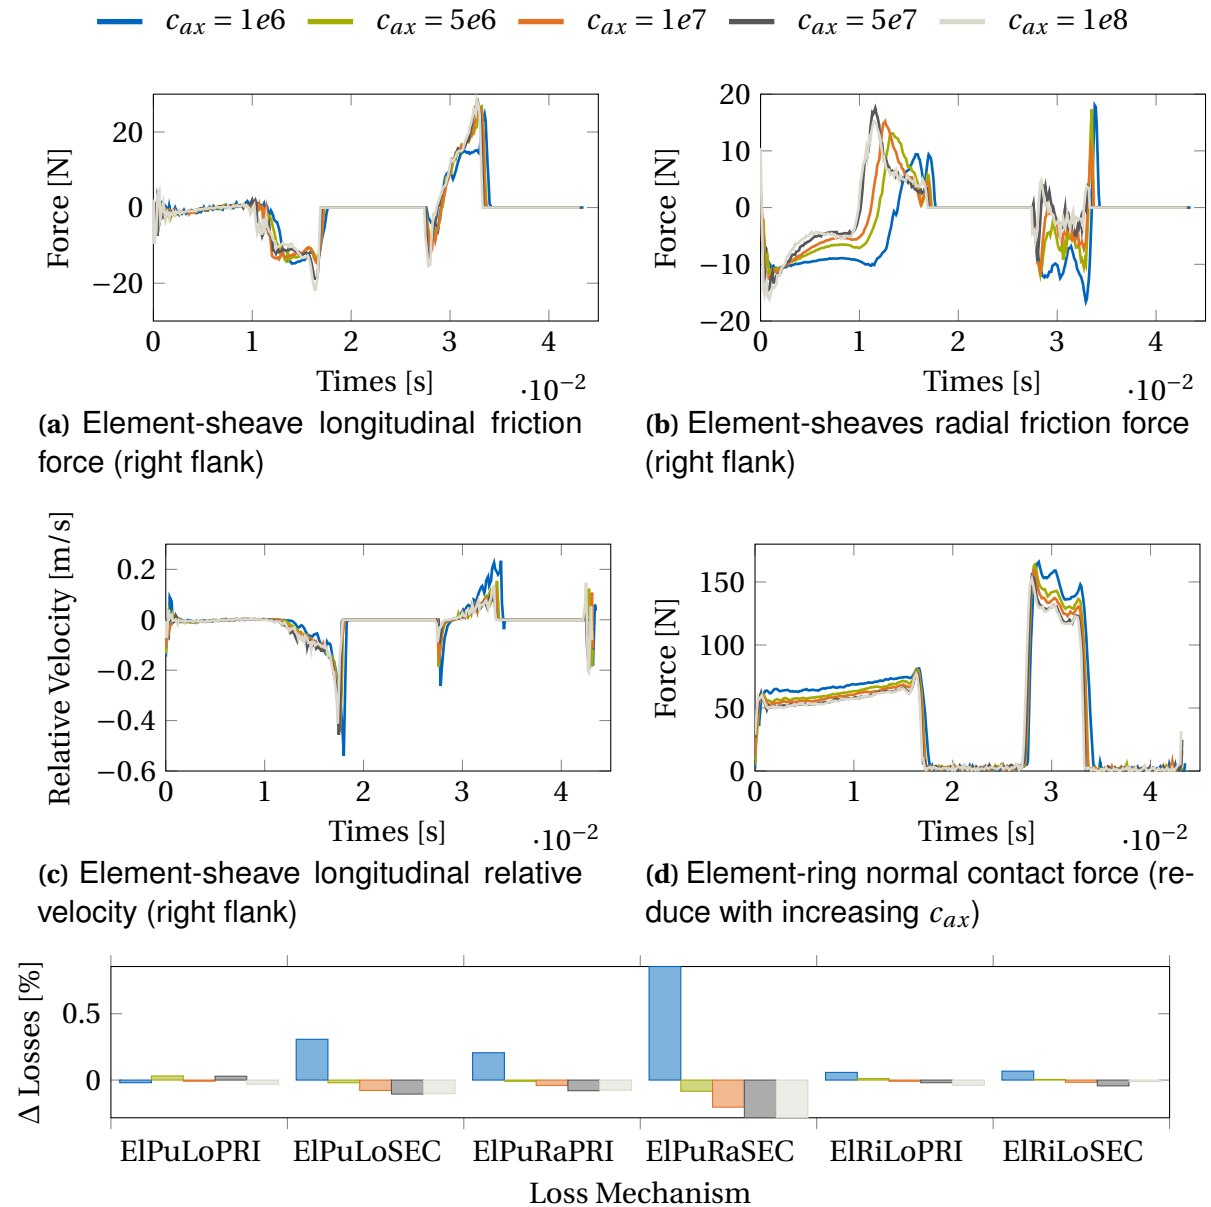 c_ax = 1e6 c_ax = 5e6 c_ax = 1e7 c_ax = 5e7 c_ax = 1e8
20
0
−20
Force [N]
0 1 2 3 4
Times [s] ·10⁻²
(a) Element-sheave longitudinal friction
force (right flank)
20
10
0
−10
−20
Force [N]
0 1 2 3 4
Times [s] ·10⁻²
(b) Element-sheaves radial friction force
(right flank)
0.2
0
−0.2
−0.4
−0.6
Relative Velocity [m/s]
0 1 2 3 4
Times [s] ·10⁻²
(c) Element-sheave longitudinal relative
velocity (right flank)
150
100
50
0
Force [N]
0 1 2 3 4
Times [s] ·10⁻²
(d) Element-ring normal contact force (re-
duce with increasing c_ax)
0.5
0
Δ Losses [%]
ElPuLoPRI ElPuLoSEC ElPuRaPRI ElPuRaSEC ElRiLoPRI ElRiLoSEC
Loss Mechanism